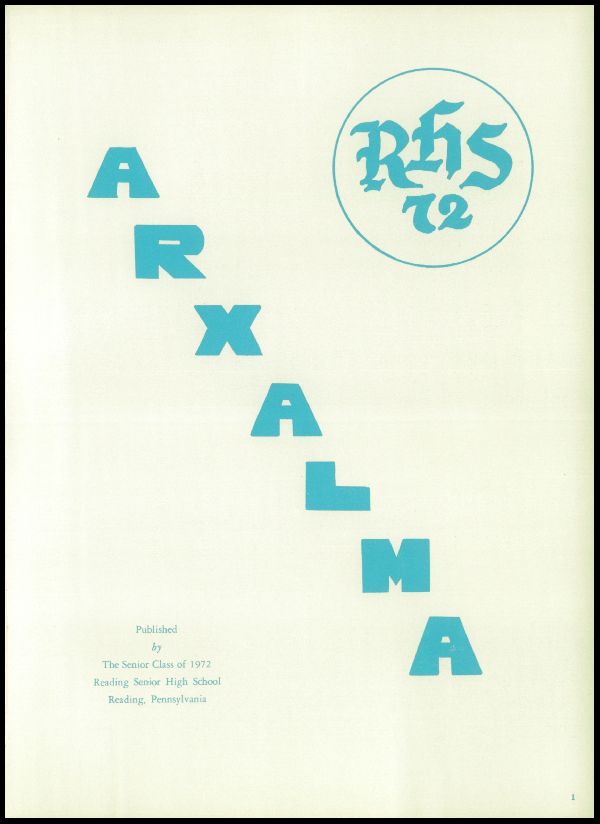 RhS
72
A
R
X
A
L
M
A
Published
by
The Senior Class of 1972
Reading Senior High School
Reading, Pennsylvania
1